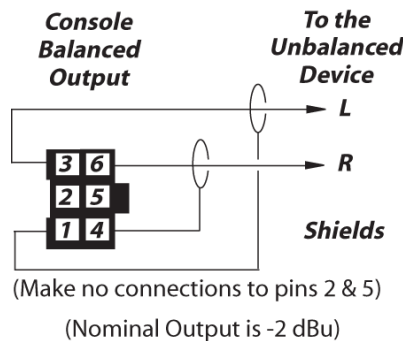 Console
Balanced
Output
To the
Unbalanced
Device
L
3 6
R
2 5
1 4
Shields
(Make no connections to pins 2 & 5)
(Nominal Output is -2 dBu)